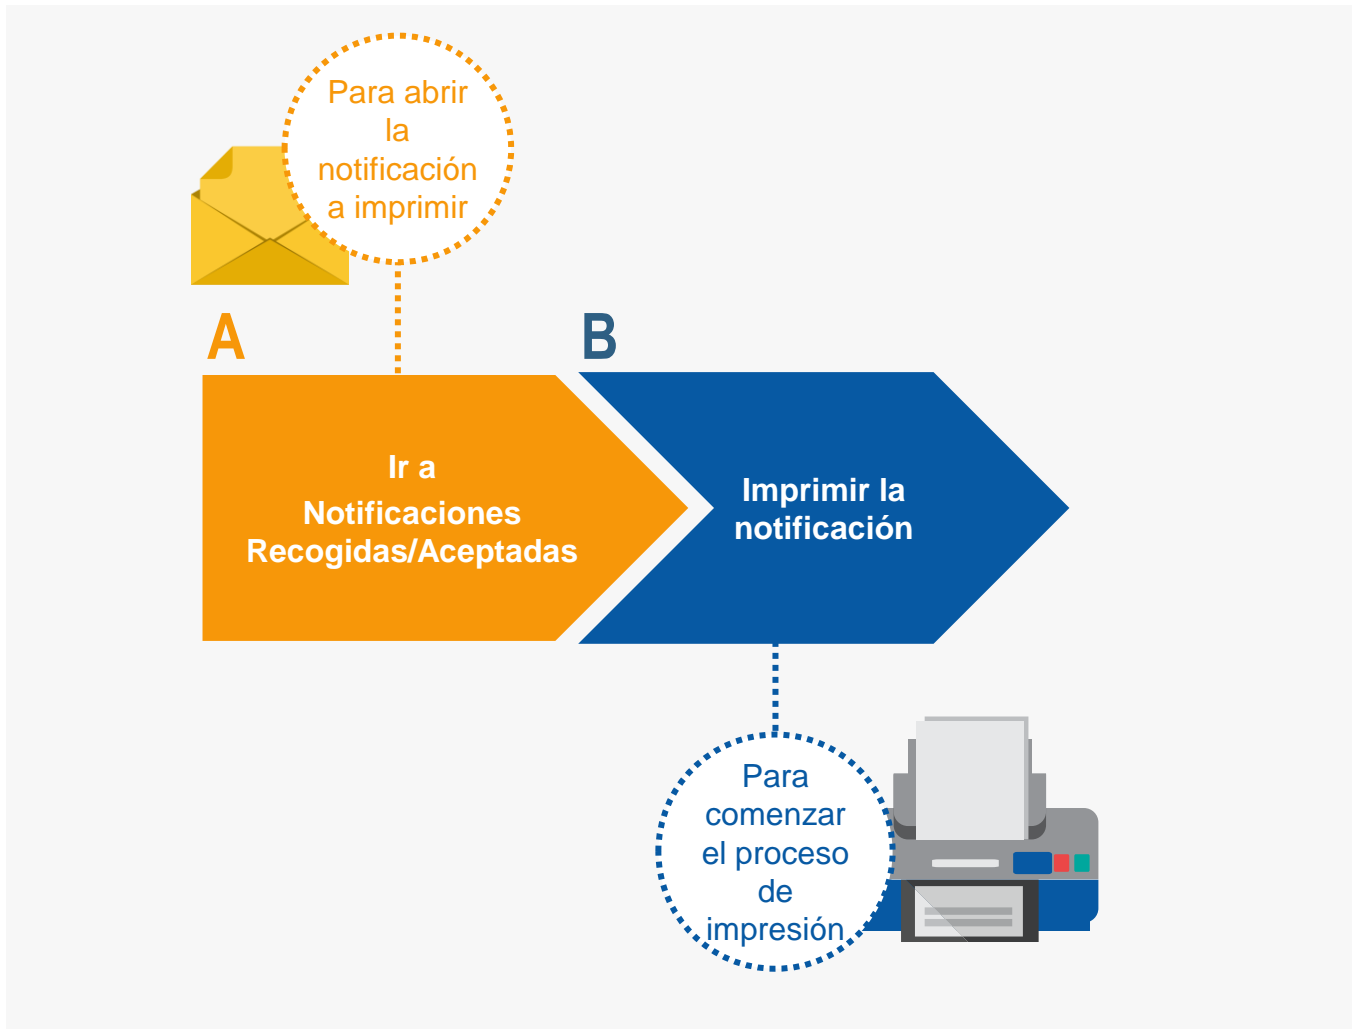 Para abrir
la
notificación
a imprimir
A
B
Ir a
Notificaciones
Recogidas/Aceptadas
Imprimir la
notificación
Para
comenzar
el proceso
de
impresión